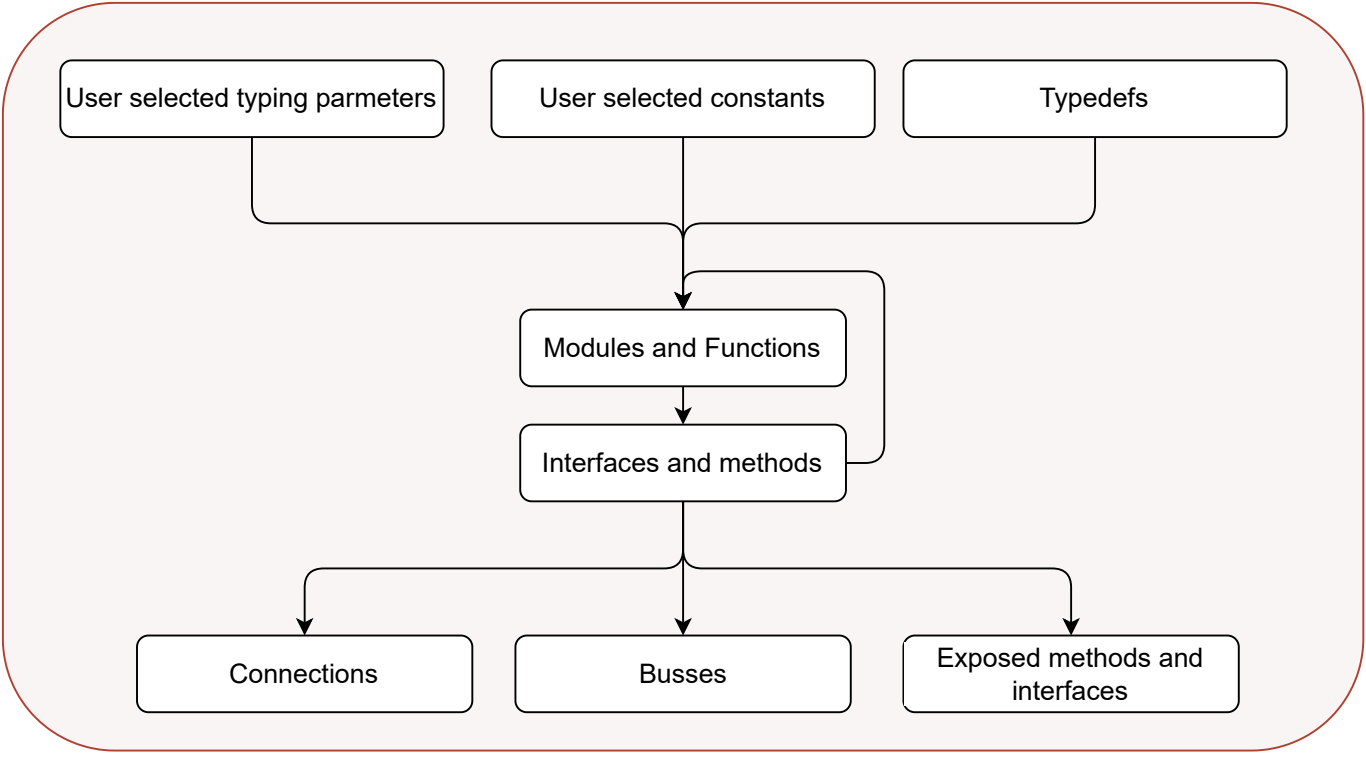 User selected typing parmeters
User selected constants
Typedefs
Modules and Functions
Interfaces and methods
Connections
Busses
Exposed methods and
interfaces